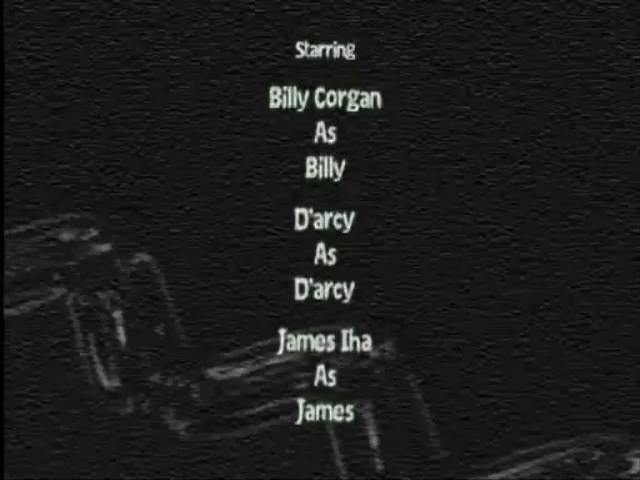 Starring
Billy Corgan
As
Billy
D'arcy
As
D'arcy
James Iha
As
James